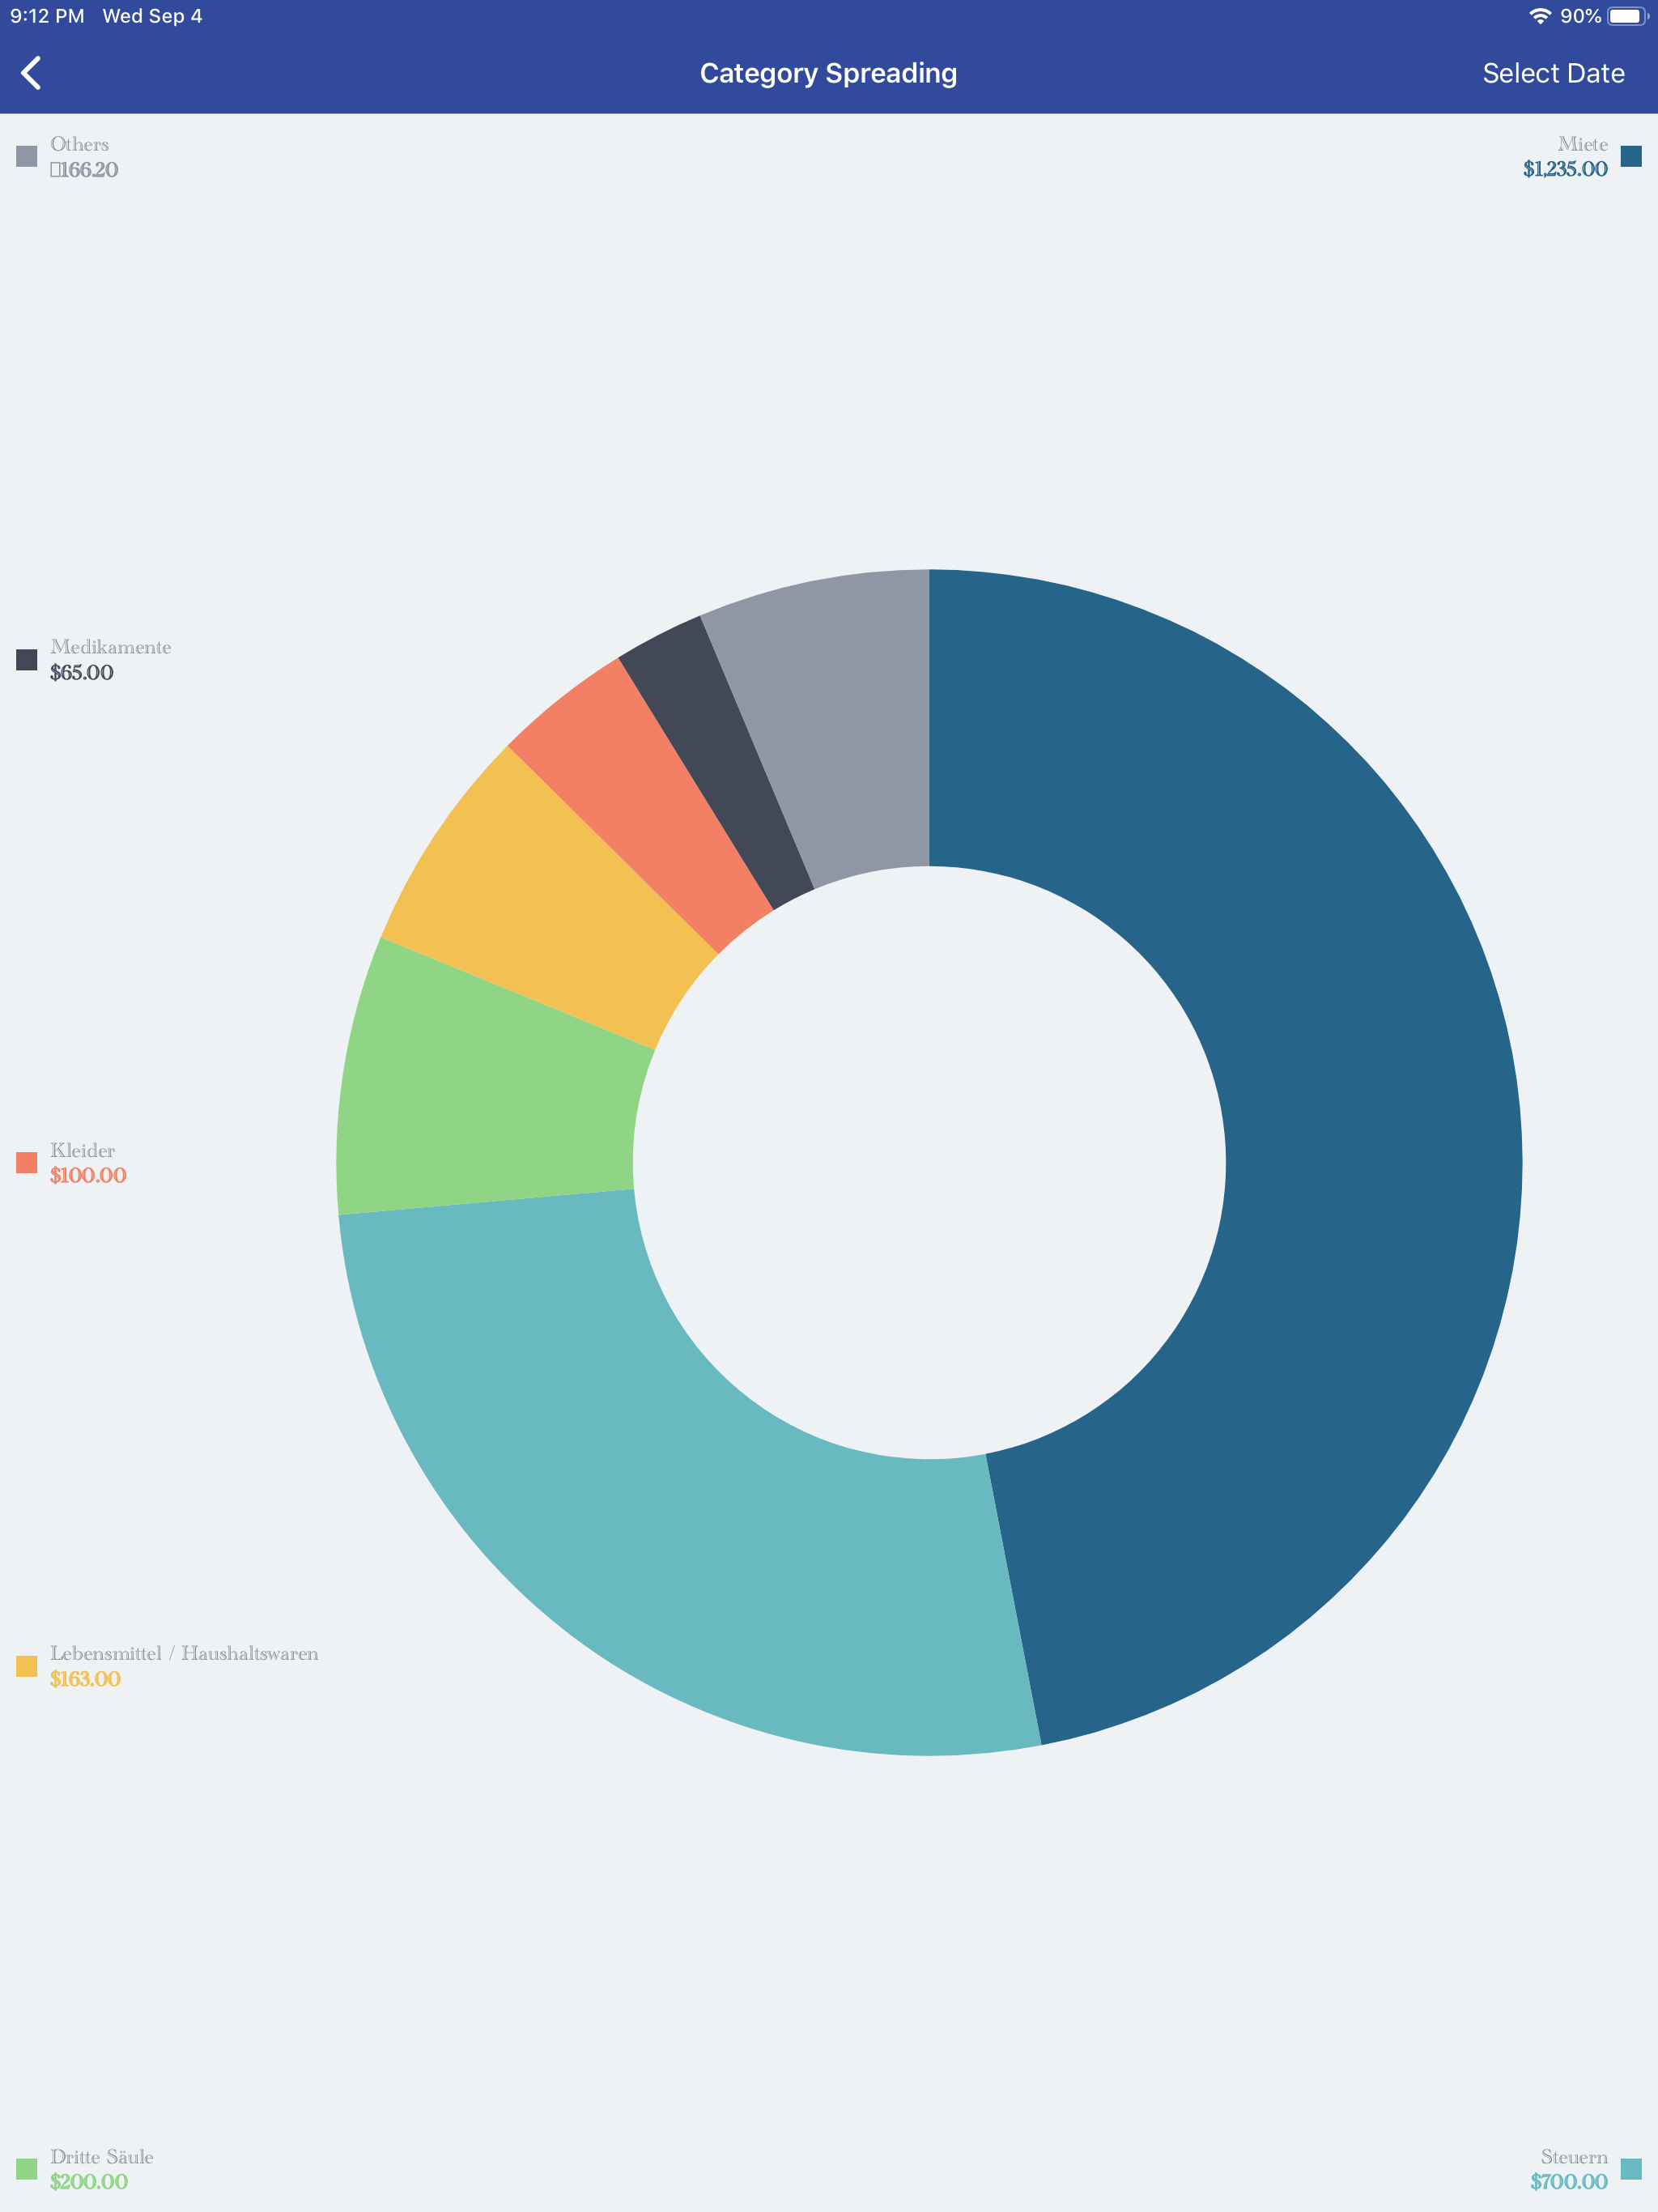 9:12 PM Wed Sep 4 90%
Category Spreading
Select Date
Others
▯166.20
Miete
$1,235.00
Medikamente
$65.00
Kleider
$100.00
Lebensmittel / Haushaltswaren
$163.00
Dritte Säule
$200.00
Steuern
$700.00